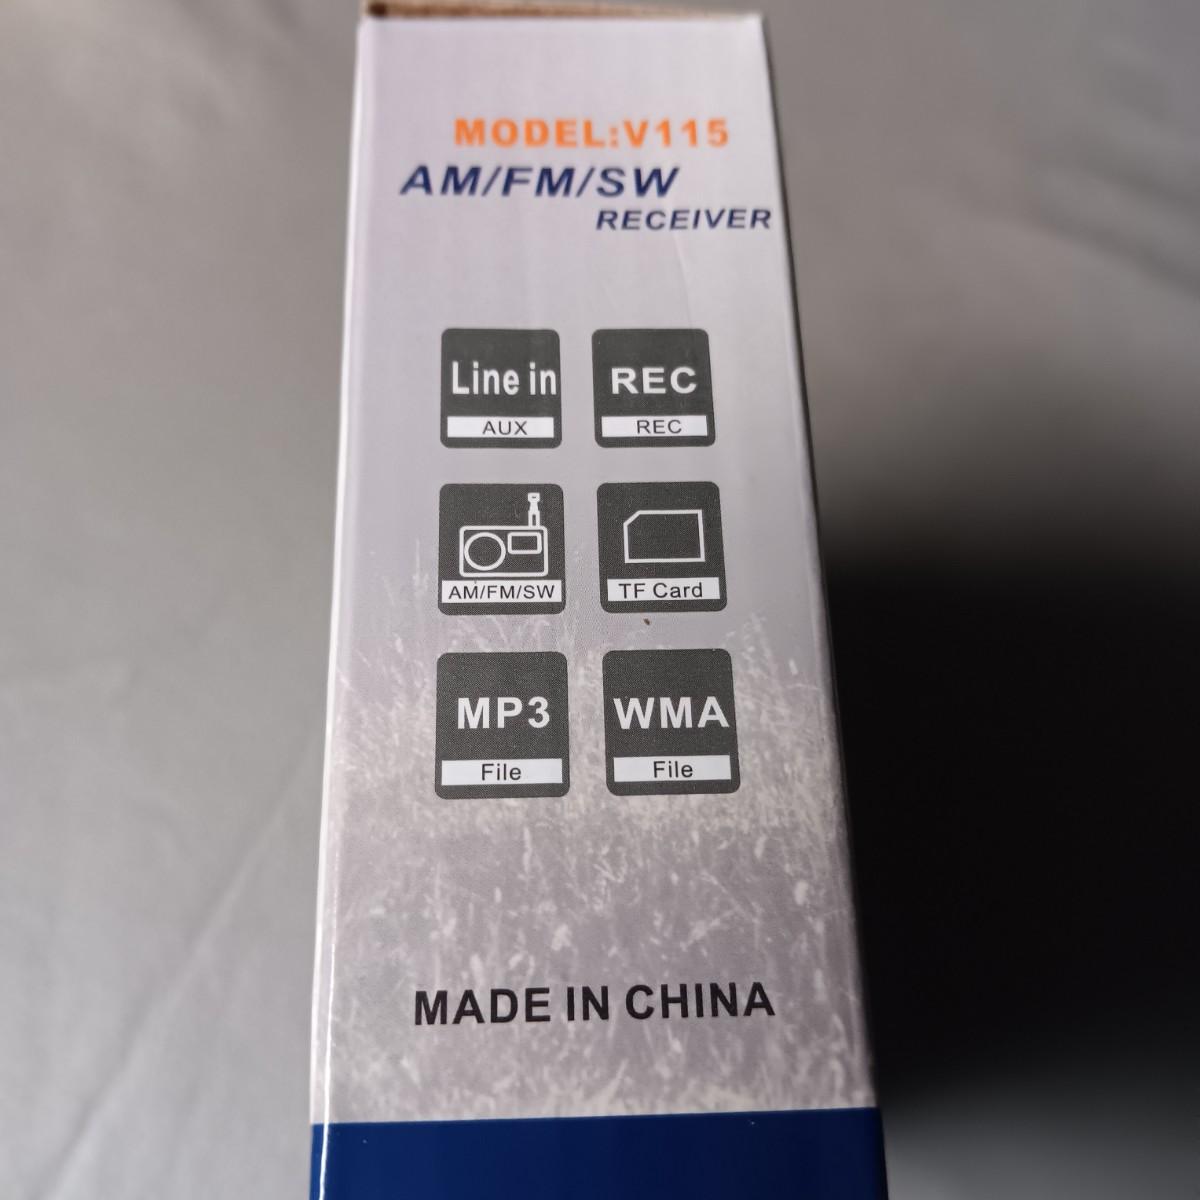 MODEL:V115
AM/FM/SW
RECEIVER
Line in
AUX
REC
REC
AM/FM/SW
TF Card
MP3
File
WMA
File
MADE IN CHINA